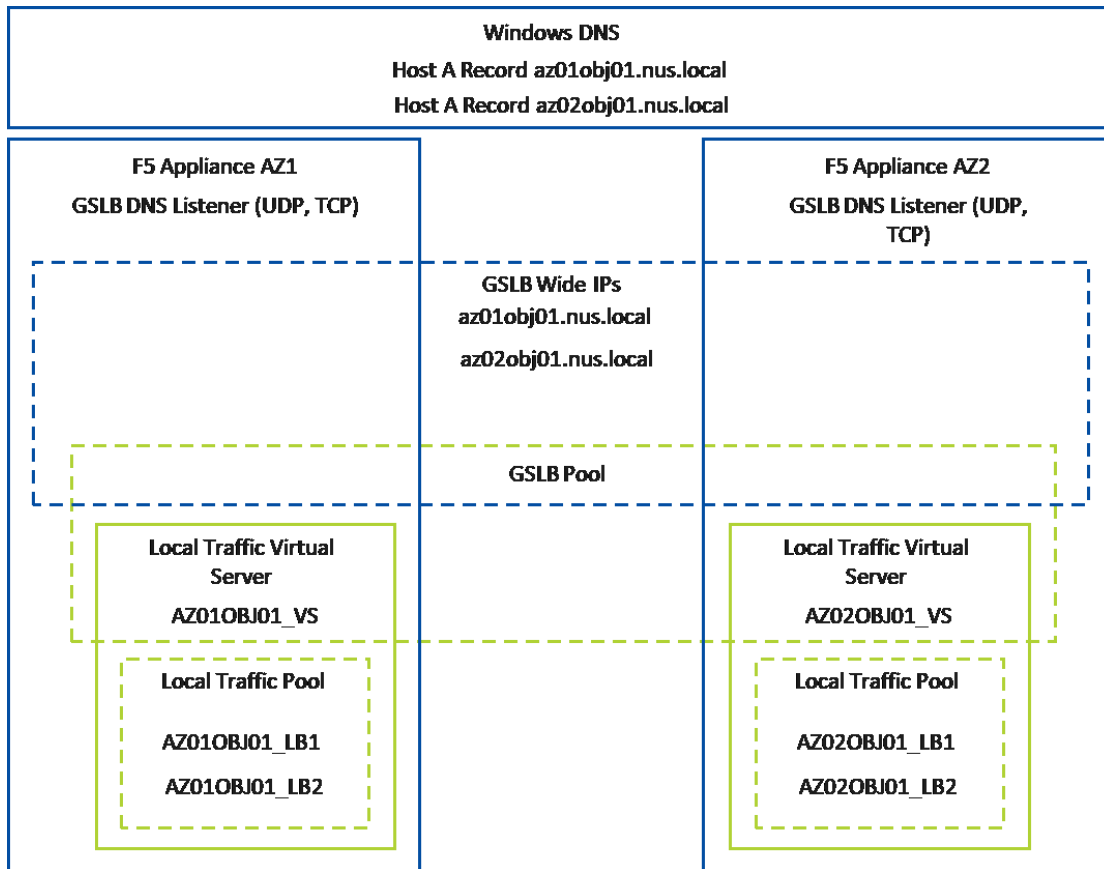 Windows DNS
Host A Record az01obj01.nus.local
Host A Record az02obj01.nus.local
F5 Appliance AZ1
GSLB DNS Listener (UDP, TCP)
F5 Appliance AZ2
GSLB DNS Listener (UDP,
TCP)
GSLB Wide IPs
az01obj01.nus.local
az02obj01.nus.local
GSLB Pool
Local Traffic Virtual
Server
AZ01OBJ01_VS
Local Traffic Pool
AZ01OBJ01_LB1
AZ01OBJ01_LB2
Local Traffic Virtual
Server
AZ02OBJ01_VS
Local Traffic Pool
AZ02OBJ01_LB1
AZ02OBJ01_LB2